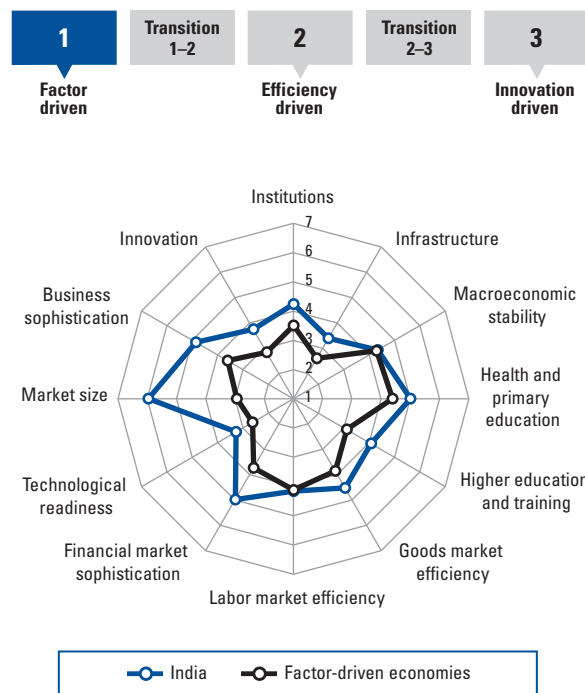 1
Transition
1–2
2
Transition
2–3
3
Factor
driven
Efficiency
driven
Innovation
driven
Institutions
7
6
5
4
3
2
1
Innovation
Infrastructure
Business
sophistication
Macroeconomic
stability
Market size
Health and
primary
education
Technological
readiness
Higher education
and training
Financial market
sophistication
Goods market
efficiency
Labor market efficiency
India
Factor-driven economies